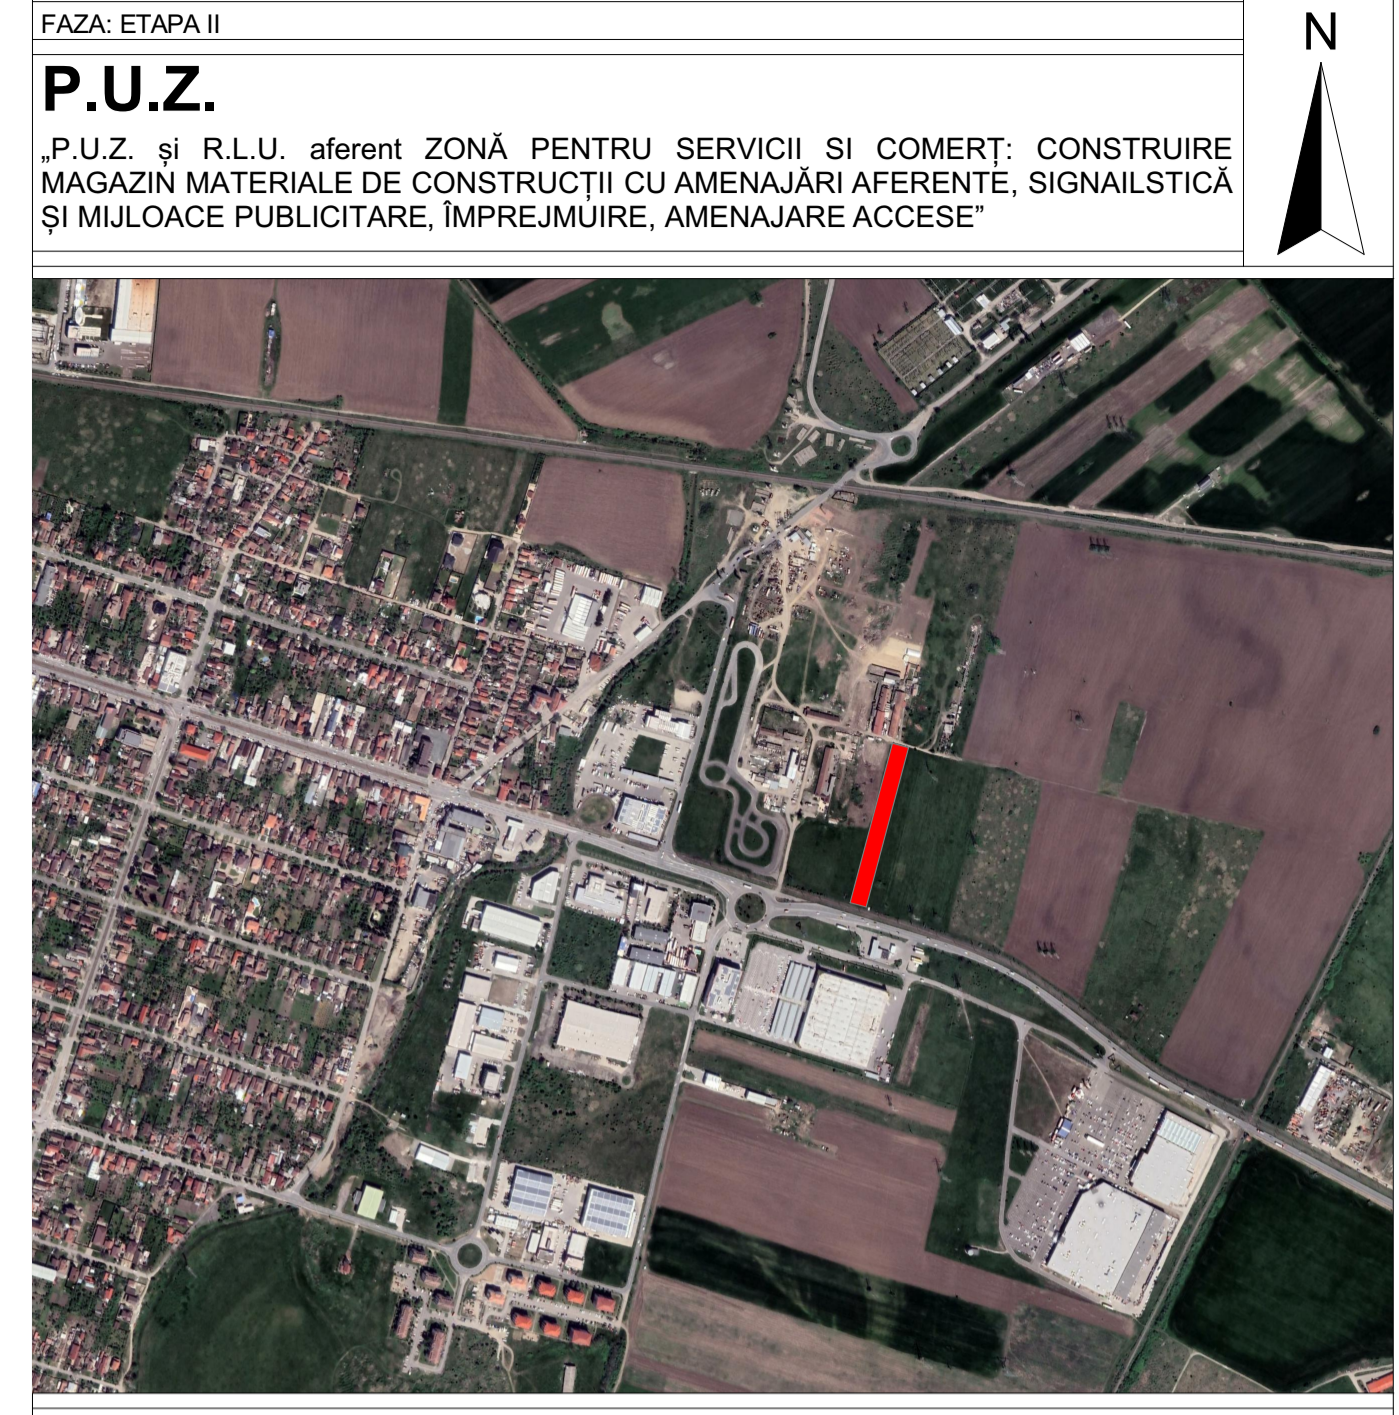 FAZA: ETAPA II
N
P.U.Z.
„P.U.Z. și R.L.U. aferent ZONĂ PENTRU SERVICII SI COMERȚ: CONSTRUIRE
MAGAZIN MATERIALE DE CONSTRUCȚII CU AMENAJĂRI AFERENTE, SIGNAILSTICĂ
ȘI MIJLOACE PUBLICITARE, ÎMPREJMUIRE, AMENAJARE ACCESE”